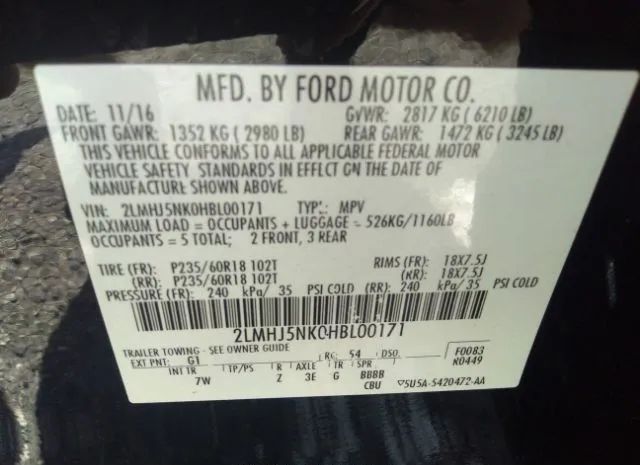 MFD. BY FORD MOTOR CO.
DATE: 11/16 GVWR: 2817 KG ( 6210 LB)
FRONT GAWR: 1352 KG ( 2980 LB) REAR GAWR: 1472 KG ( 3245 LB)
THIS VEHICLE CONFORMS TO ALL APPLICABLE FEDERAL MOTOR
VEHICLE SAFETY STANDARDS IN EFFECT ON THE DATE OF
MANUFACTURE SHOWN ABOVE.
VIN: 2LMHJ5NK0HBL00171 TYPE: MPV
MAXIMUM LOAD = OCCUPANTS + LUGGAGE = 526KG/1160LB
OCCUPANTS = 5 TOTAL; 2 FRONT, 3 REAR
TIRE (FR): P235/60R18 102T RIMS (FR): 18X7.5J
(RR): P235/60R18 102T (RR): 18X7.5J
PRESSURE (FR): 240 kPa/ 35 PSI COLD (RR): 240 kPa/ 35 PSI COLD
2LMHJ5NK0HBL00171
TRAILER TOWING - SEE OWNER GUIDE
EXT PNT: G1 RC: 54 DSO: F0083
R0449
INT TR TP/PS R AXLE TR SPR
7W Z 3E G BBBB
CBU 5U5A-5420472-AA